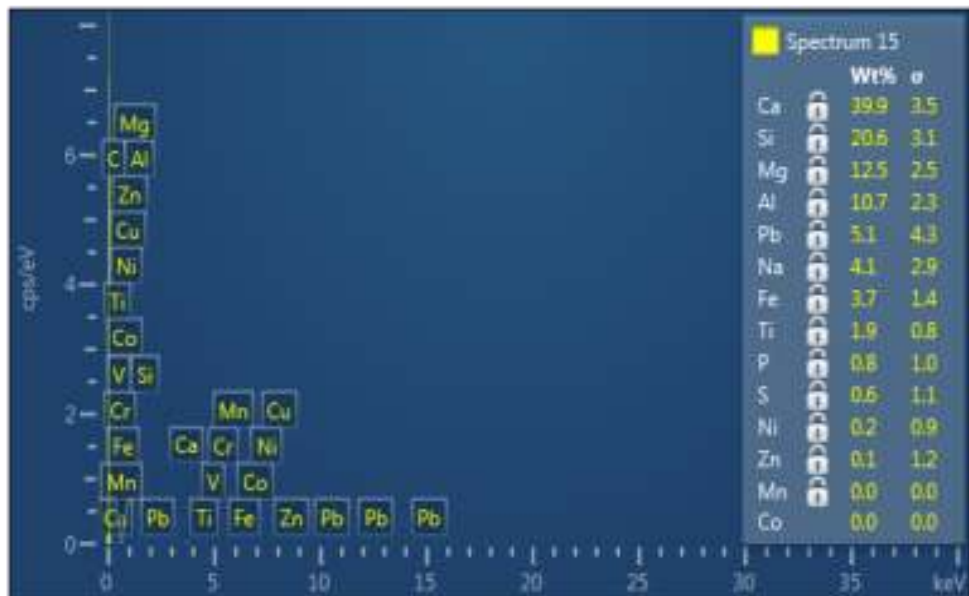 Spectrum 15
Wt% σ
Ca 39.9 3.5
Si 20.6 3.1
Mg 12.5 2.5
Al 10.7 2.3
Pb 5.1 4.3
Na 4.1 2.9
Fe 3.7 1.4
Ti 1.9 0.8
P 0.8 1.0
S 0.6 1.1
Ni 0.2 0.9
Zn 0.1 1.2
Mn 0.0 0.0
Co 0.0 0.0
cps/eV
Mg
6 C Al
Zn
Cu
Ni
4
Ti
Co
V Si
2 Cr Mn Cu
Fe Ca Cr Ni
Mn V Co
Pb Ti Fe Zn Pb Pb Pb
0
0 5 10 15 30 35 keV